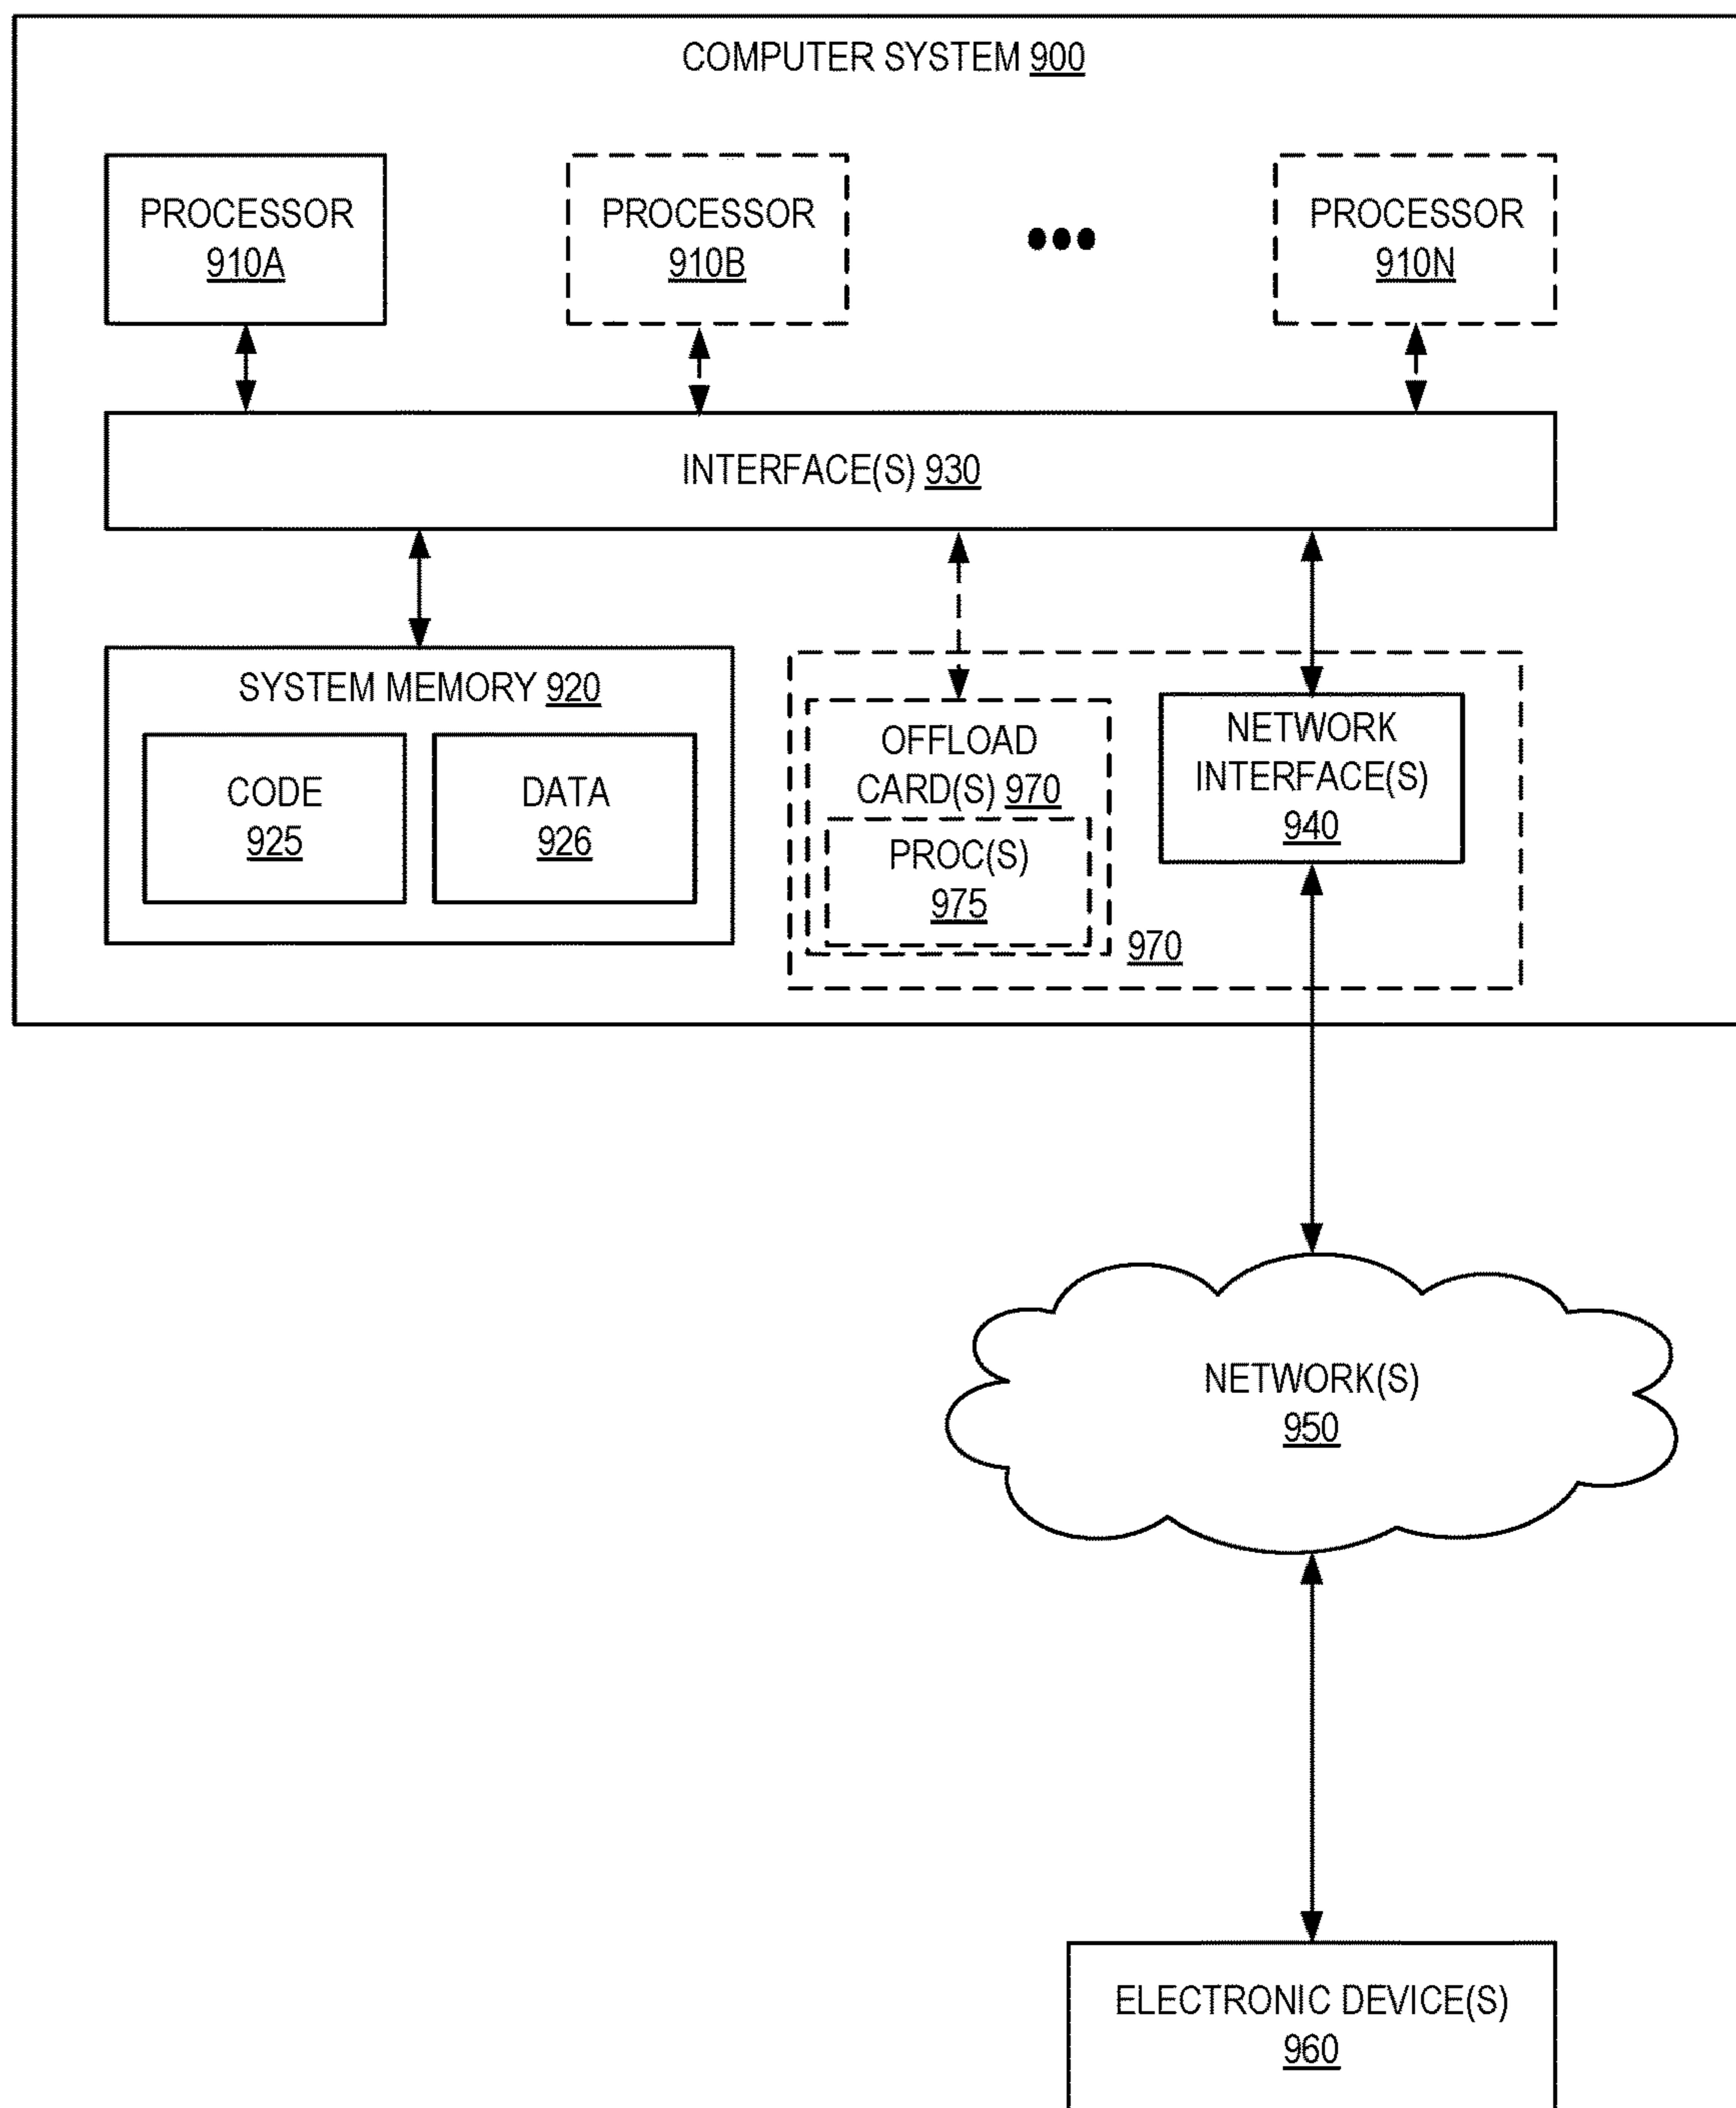 COMPUTER SYSTEM 900
PROCESSOR
910A
PROCESSOR
910B
PROCESSOR
910N
INTERFACE(S) 930
SYSTEM MEMORY 920
CODE
925
DATA
926
OFFLOAD
CARD(S) 970
PROC(S)
975
970
NETWORK
INTERFACE(S)
940
NETWORK(S)
950
ELECTRONIC DEVICE(S)
960